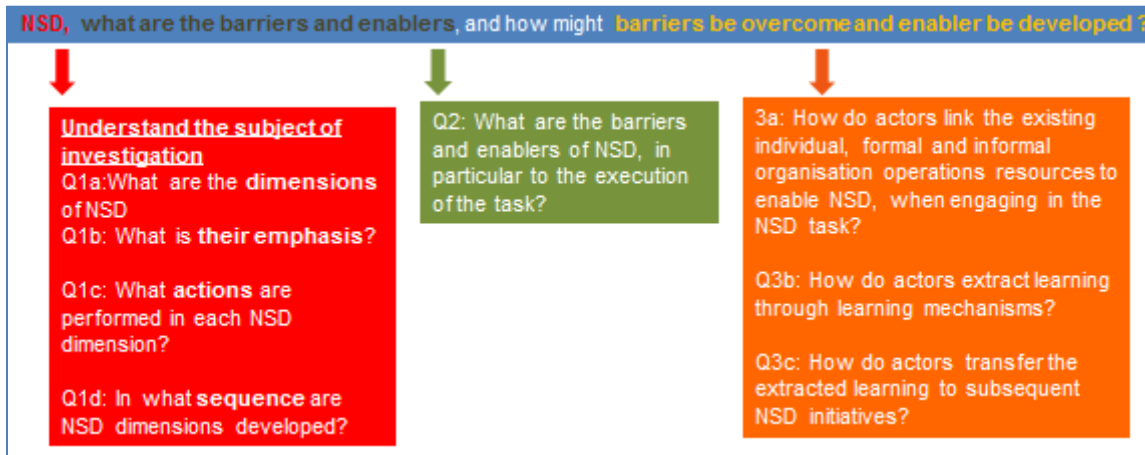 NSD, what are the barriers and enablers, and how might barriers be overcome and enabler be developed ?
Understand the subject of
investigation
Q1a:What are the dimensions
of NSD
Q1b: What is their emphasis?
Q1c: What actions are
performed in each NSD
dimension?
Q1d: In what sequence are
NSD dimensions developed?
Q2: What are the barriers
and enablers of NSD, in
particular to the execution
of the task?
3a: How do actors link the existing
individual, formal and informal
organisation operations resources to
enable NSD, when engaging in the
NSD task?
Q3b: How do actors extract learning
through learning mechanisms?
Q3c: How do actors transfer the
extracted learning to subsequent
NSD initiatives?